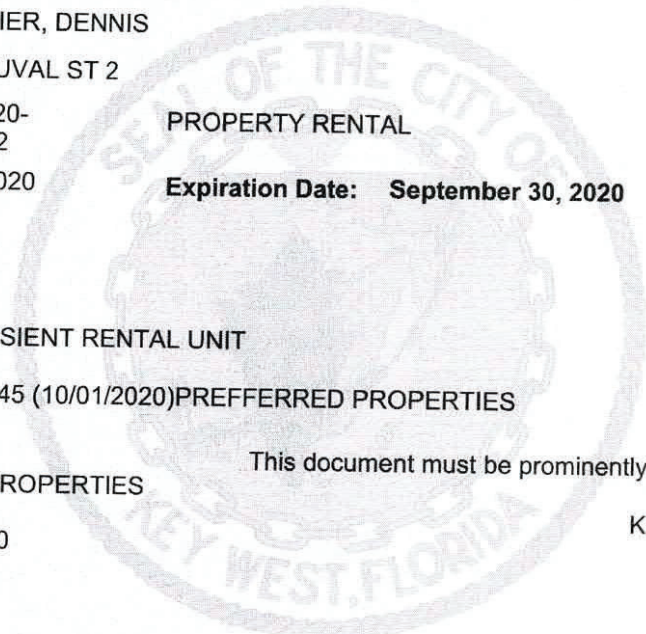 IER, DENNIS
UVAL ST 2
20-
2
PROPERTY RENTAL
020
Expiration Date: September 30, 2020
SEAL OF THE CITY OF
KEY WEST, FLORIDA
SIENT RENTAL UNIT
45 (10/01/2020)PREFFERRED PROPERTIES
This document must be prominently
ROPERTIES
K
0